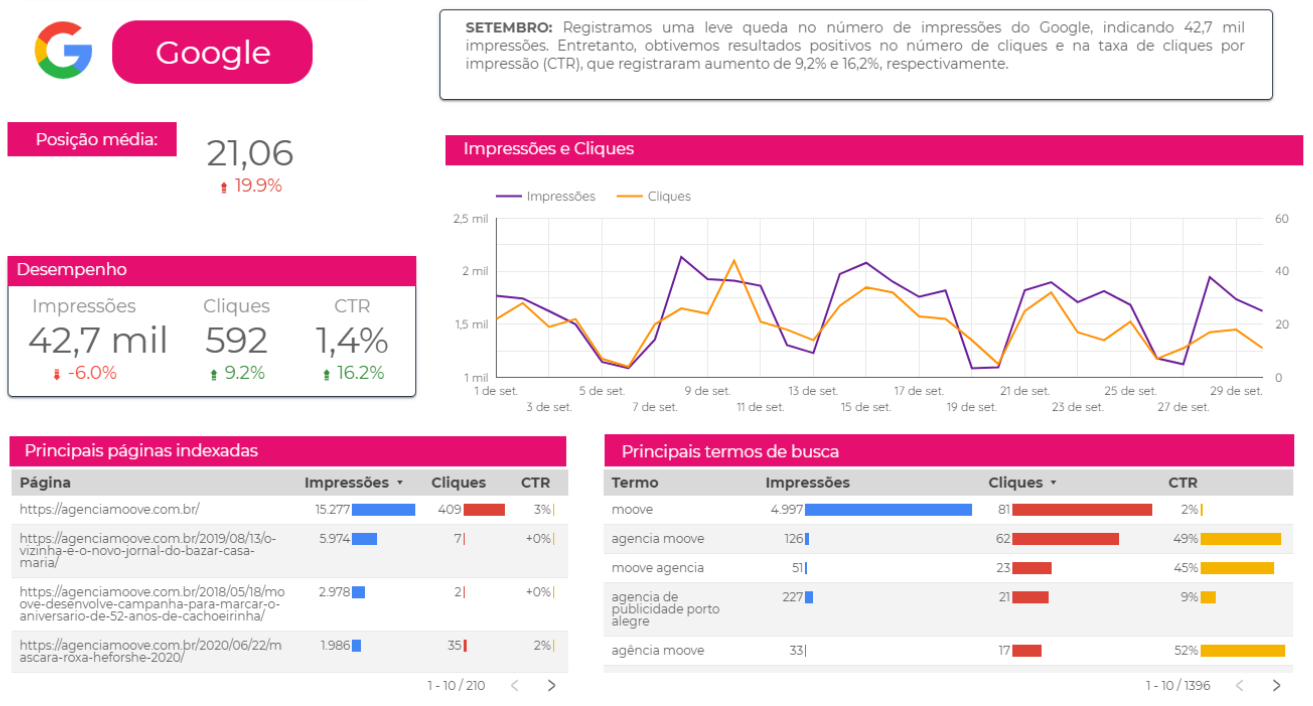 Google
SETEMBRO: Registramos uma leve queda no número de impressões do Google, indicando 42,7 mil
impressões. Entretanto, obtivemos resultados positivos no número de cliques e na taxa de cliques por
impressão (CTR), que registraram aumento de 9,2% e 16,2%, respectivamente.
Posição média:
21,06
19.9%
Desempenho
Impressões Cliques CTR
42,7 mil 592 1,4%
-6.0% 9.2% 16.2%
Impressões e Cliques
Impressões Cliques
2,5 mil 60
2 mil 40
1,5 mil 20
1 mil 0
1 de set. 5 de set. 9 de set. 13 de set. 17 de set. 21 de set. 25 de set. 29 de set.
3 de set. 7 de set. 11 de set. 15 de set. 19 de set. 23 de set. 27 de set.
Principais páginas indexadas
Página Impressões Cliques CTR
https://agenciamoove.com.br/ 15.277 409 3%
https://agenciamoove.com.br/2019/08/13/o- 5.974 7 +0%
vizinha-e-o-novo-jornal-do-bazar-casa-
maria/
https://agenciamoove.com.br/2018/05/18/mo 2.978 2 +0%
ove-desenvolve-campanha-para-marcar-o-
aniversario-de-52-anos-de-cachoeirinha/
https://agenciamoove.com.br/2020/06/22/m 1.986 35 2%
ascara-roxa-heforshe-2020/
1 - 10 / 210 < >
Principais termos de busca
Termo Impressões Cliques CTR
moove 4.997 81 2%
agencia moove 126 62 49%
moove agencia 51 23 45%
agencia de 227 21 9%
publicidade porto
alegre
agência moove 33 17 52%
1 - 10 / 1396 < >